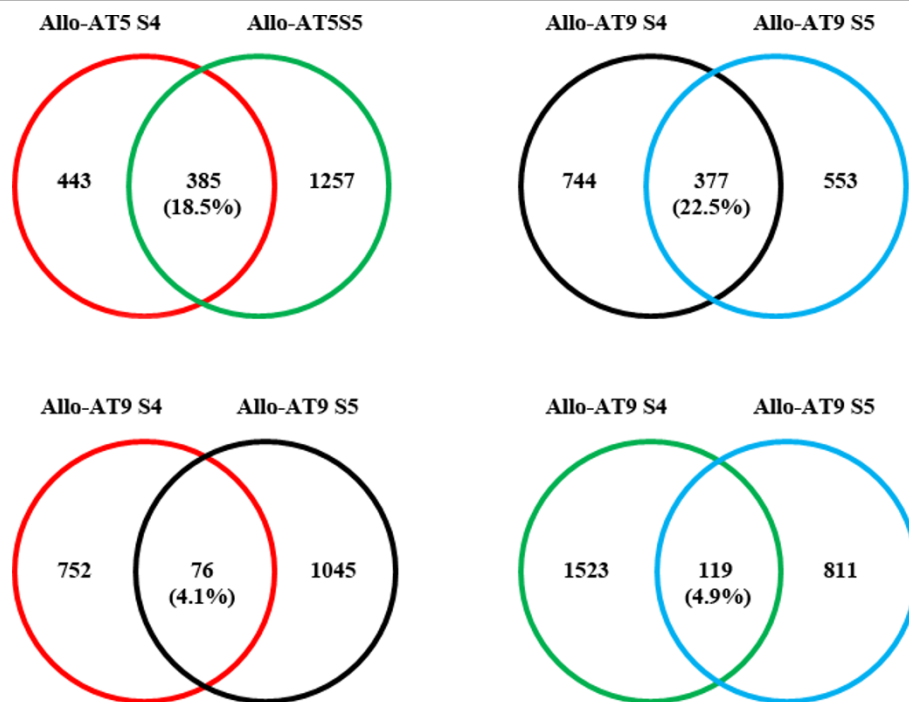 Allo-AT5 S4 Allo-AT5S5
443 385 1257
(18.5%)
Allo-AT9 S4 Allo-AT9 S5
744 377 553
(22.5%)
Allo-AT9 S4 Allo-AT9 S5
752 76 1045
(4.1%)
Allo-AT9 S4 Allo-AT9 S5
1523 119 811
(4.9%)